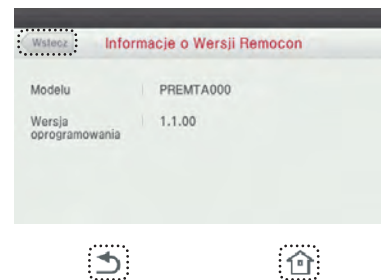 Wstecz Informacje o Wersji Remocon
Modelu PREMTA000
Wersja 1.1.00
oprogramowania